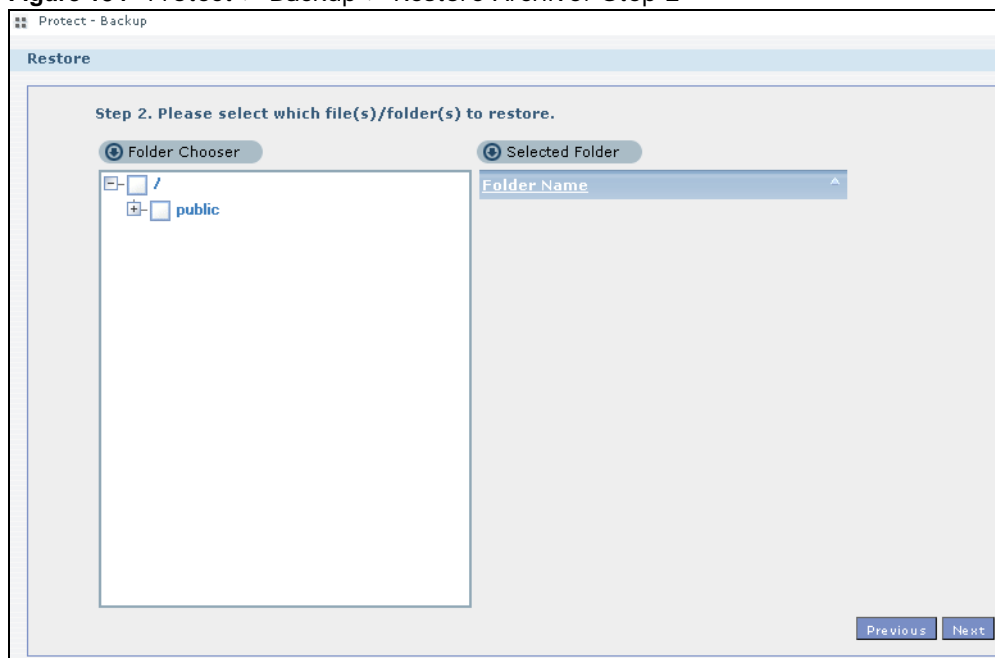 Protect - Backup
Restore
Step 2. Please select which file(s)/folder(s) to restore.
Folder Chooser
Selected Folder
/
public
Folder Name
Previous
Next